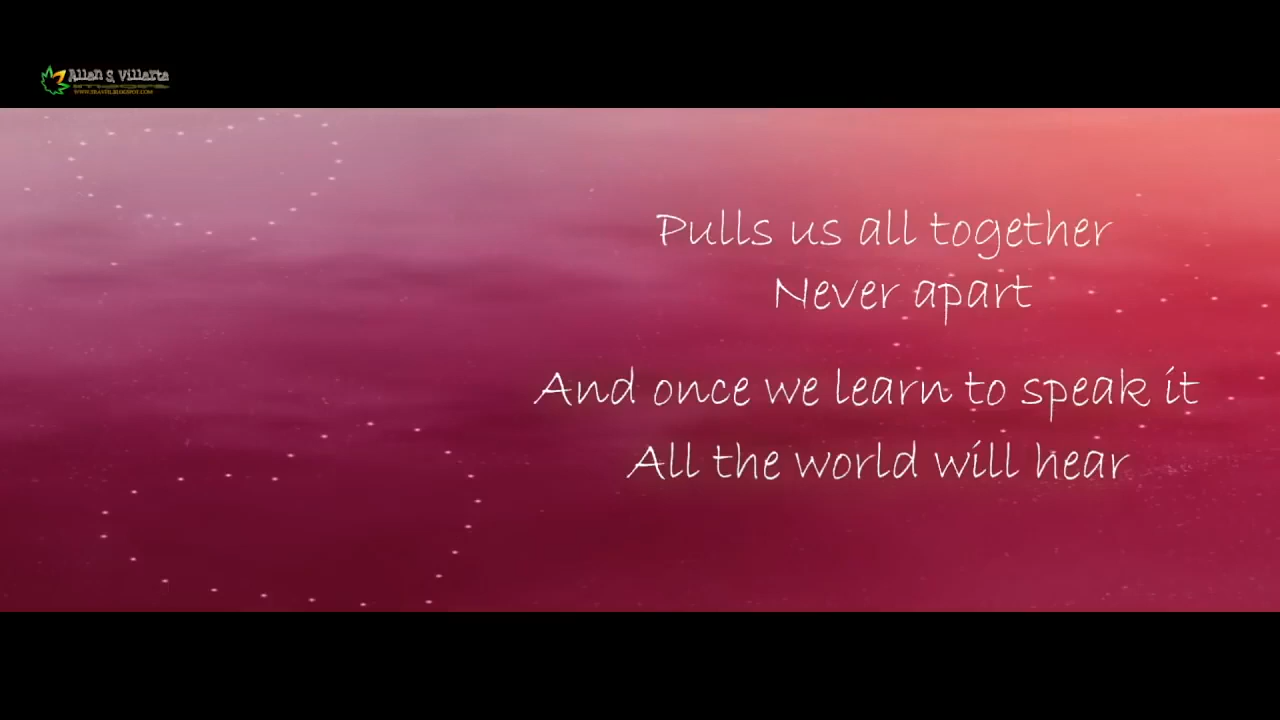 Allan S. Villarta
Pulls us all together
Never apart
And once we learn to speak it
All the world will hear